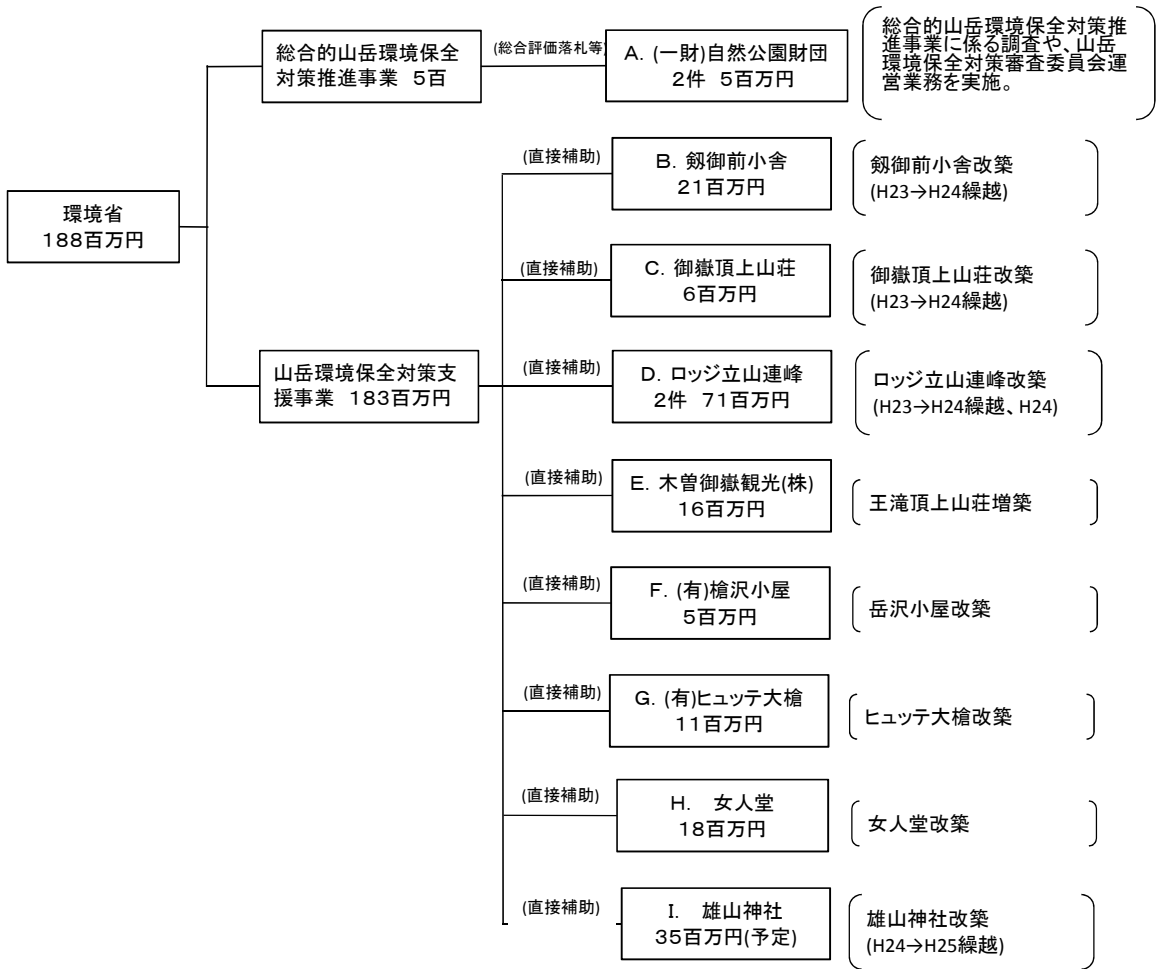 環境省
188百万円
総合的山岳環境保全
対策推進事業 5百
(総合評価落札等)
A. (一財)自然公園財団
2件 5百万円
総合的山岳環境保全対策推
進事業に係る調査や、山岳
環境保全対策審査委員会運
営業務を実施。
山岳環境保全対策支
援事業 183百万円
(直接補助)
B. 剱御前小舎
21百万円
剱御前小舎改築
(H23→H24繰越)
(直接補助)
C. 御嶽頂上山荘
6百万円
御嶽頂上山荘改築
(H23→H24繰越)
(直接補助)
D. ロッジ立山連峰
2件 71百万円
ロッジ立山連峰改築
(H23→H24繰越、H24)
(直接補助)
E. 木曽御嶽観光(株)
16百万円
王滝頂上山荘増築
(直接補助)
F. (有)槍沢小屋
5百万円
岳沢小屋改築
(直接補助)
G. (有)ヒュッテ大槍
11百万円
ヒュッテ大槍改築
(直接補助)
H. 女人堂
18百万円
女人堂改築
(直接補助)
I. 雄山神社
35百万円(予定)
雄山神社改築
(H24→H25繰越)